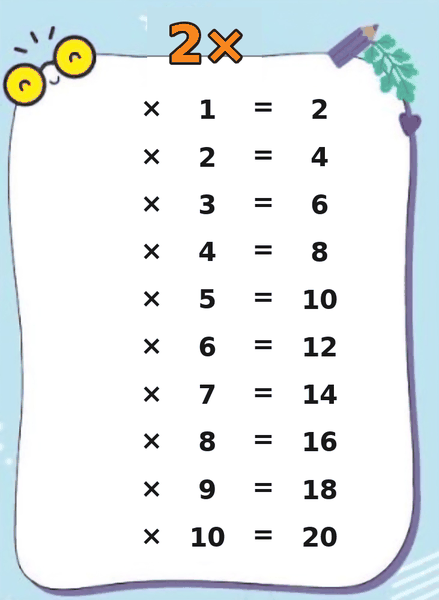 2×
× 1 = 2
× 2 = 4
× 3 = 6
× 4 = 8
× 5 = 10
× 6 = 12
× 7 = 14
× 8 = 16
× 9 = 18
× 10 = 20